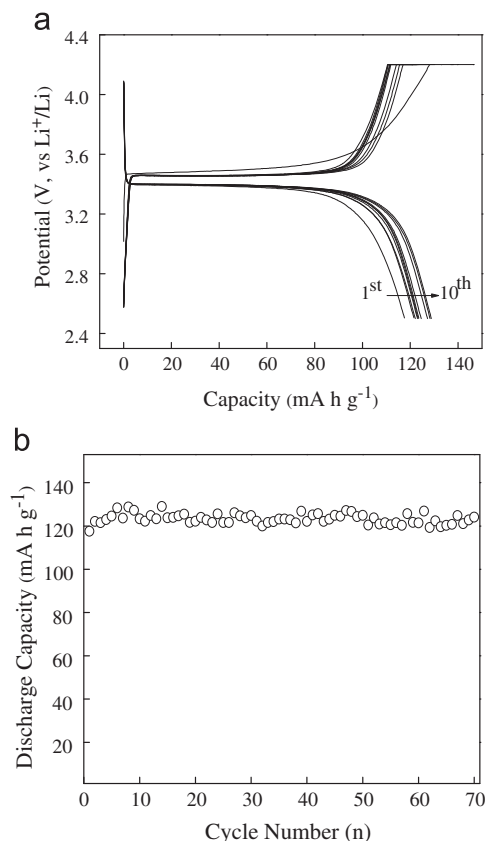 a
4.4
4.0
3.6
3.2
2.8
2.4
Potential (V, vs Li⁺/Li)
1ˢᵗ 10ᵗʰ
0 20 40 60 80 100 120 140
Capacity (mA h g⁻¹)
b
140
120
100
80
60
40
20
Discharge Capacity (mA h g⁻¹)
0 10 20 30 40 50 60 70
Cycle Number (n)